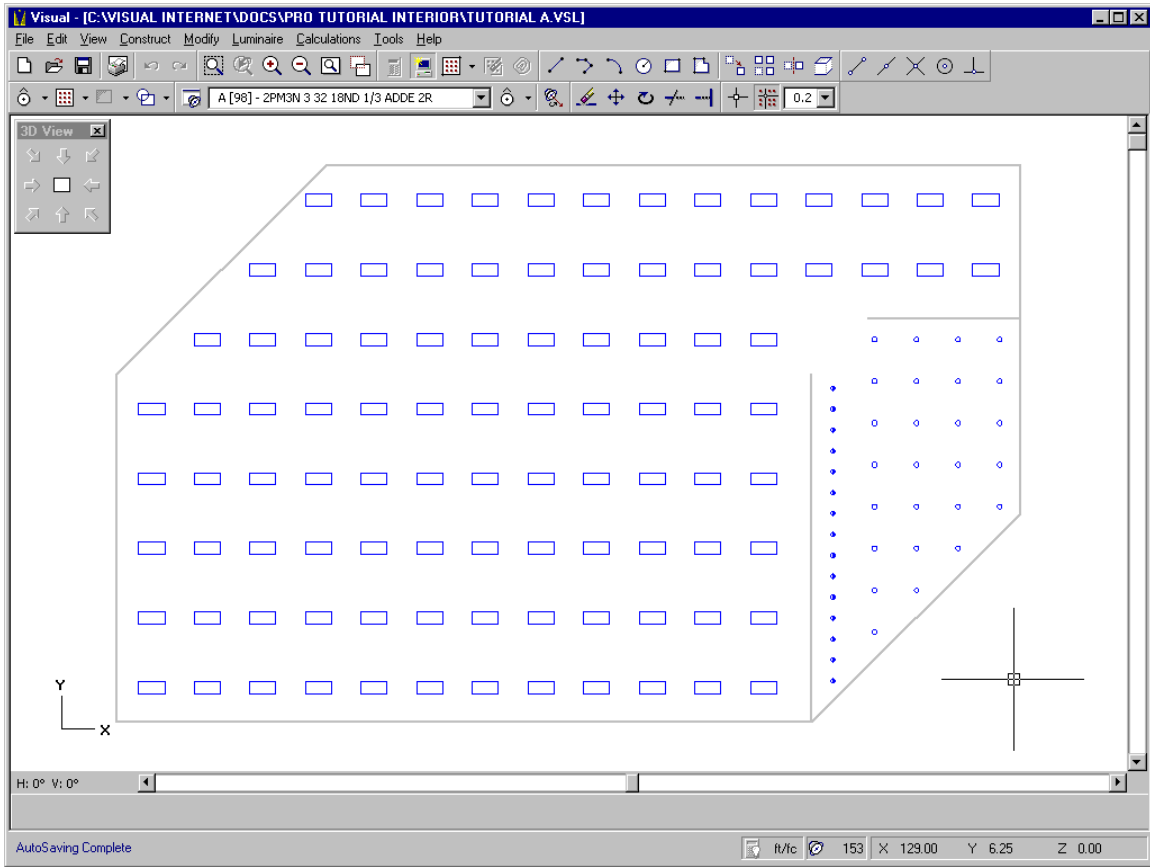 Visual - [C:\VISUAL INTERNET\DOCS\PRO TUTORIAL INTERIOR\TUTORIAL A.VSL]
File Edit View Construct Modify Luminaire Calculations Tools Help
A [98] - 2PM3N 3 32 18ND 1/3 ADDE 2R 0.2
3D View
Y
X
H: 0° V: 0°
AutoSaving Complete ft/fc 153 X 129.00 Y 6.25 Z 0.00